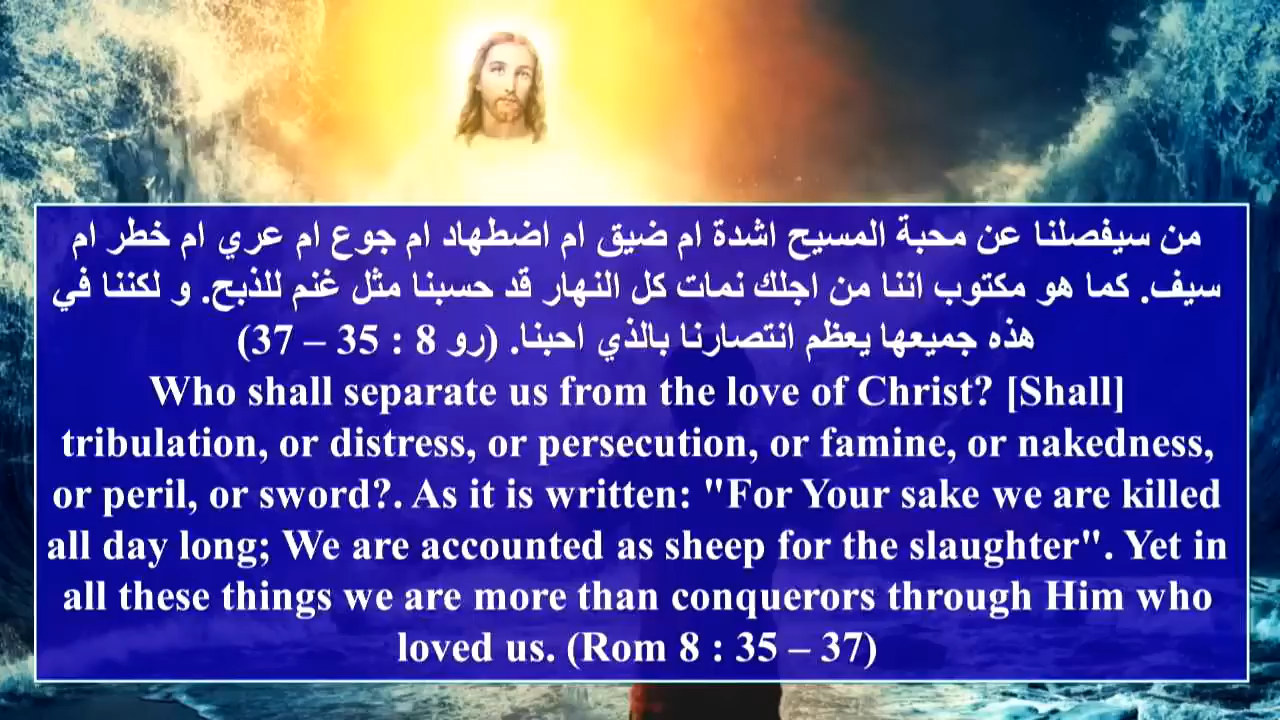 من سيفصلنا عن محبة المسيح اشدة ام ضيق ام اضطهاد ام جوع ام عري ام خطر ام
سيف. كما هو مكتوب اننا من اجلك نمات كل النهار قد حسبنا مثل غنم للذبح. و لكننا في
هذه جميعها يعظم انتصارنا بالذي احبنا. (رو 8 : 35 – 37)
Who shall separate us from the love of Christ? [Shall]
tribulation, or distress, or persecution, or famine, or nakedness,
or peril, or sword?. As it is written: "For Your sake we are killed
all day long; We are accounted as sheep for the slaughter". Yet in
all these things we are more than conquerors through Him who
loved us. (Rom 8 : 35 – 37)